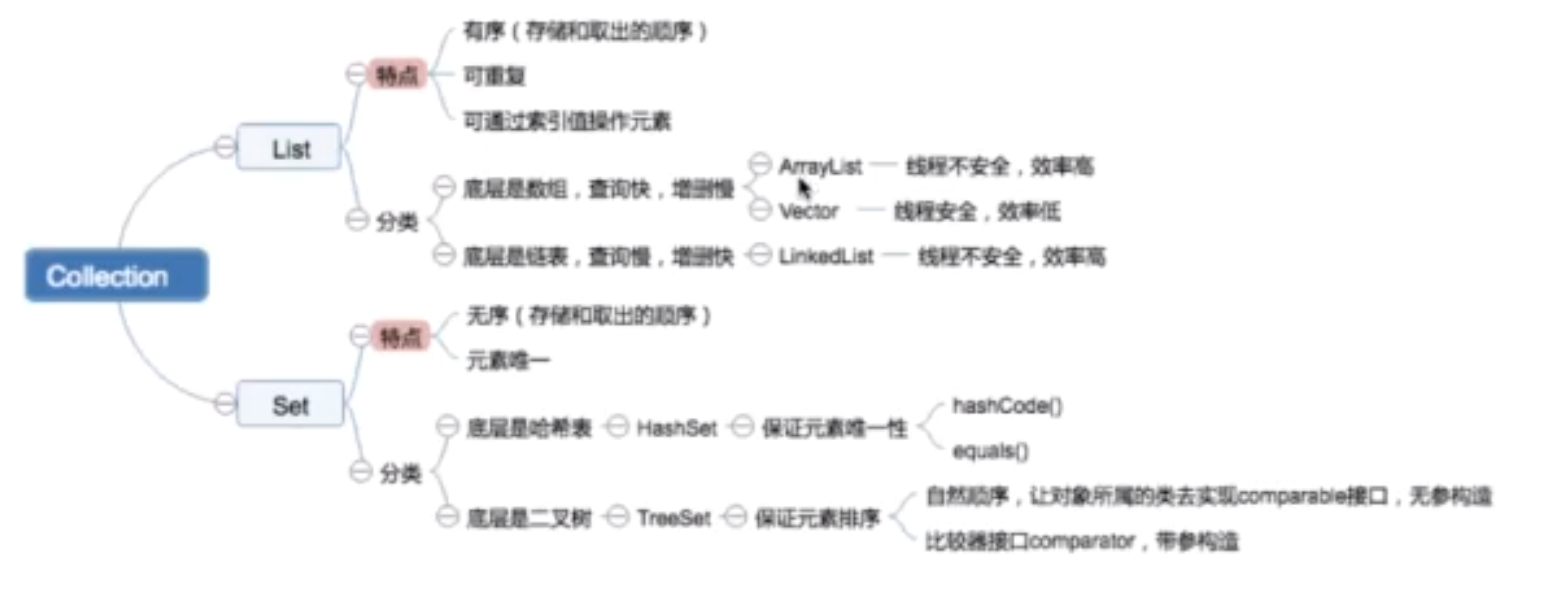 Collection
List
特点
有序（存储和取出的顺序）
可重复
可通过索引值操作元素
分类
底层是数组，查询快，增删慢
ArrayList
线程不安全，效率高
Vector
线程安全，效率低
底层是链表，查询慢，增删快
LinkedList
线程不安全，效率高
Set
特点
无序（存储和取出的顺序）
元素唯一
分类
底层是哈希表
HashSet
保证元素唯一性
hashCode()
equals()
底层是二叉树
TreeSet
保证元素排序
自然顺序，让对象所属的类去实现comparable接口，无参构造
比较器接口comparator，带参构造